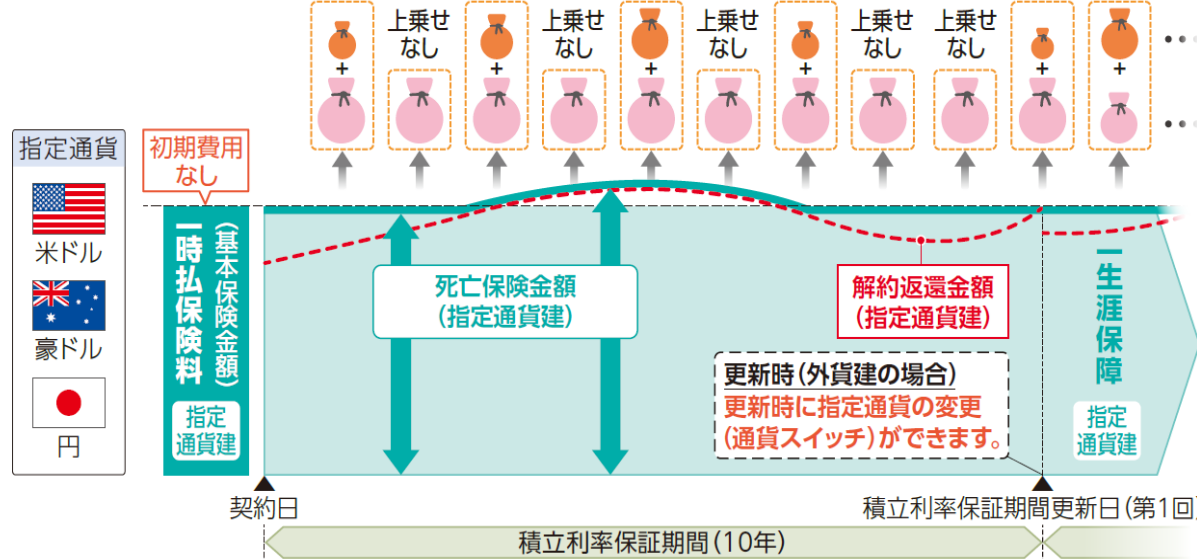 上乗せ
なし
上乗せ
なし
上乗せ
なし
上乗せ
なし
上乗せ
なし
+
+
+
+
+
+
指定通貨
米ドル
豪ドル
円
初期費用
なし
一時払保険料
(基本保険金額)
指定
通貨建
死亡保険金額
(指定通貨建)
解約返還金額
(指定通貨建)
更新時(外貨建の場合)
更新時に指定通貨の変更
(通貨スイッチ)ができます。
一生涯保障
指定
通貨建
契約日
積立利率保証期間更新日(第1回)
積立利率保証期間(10年)